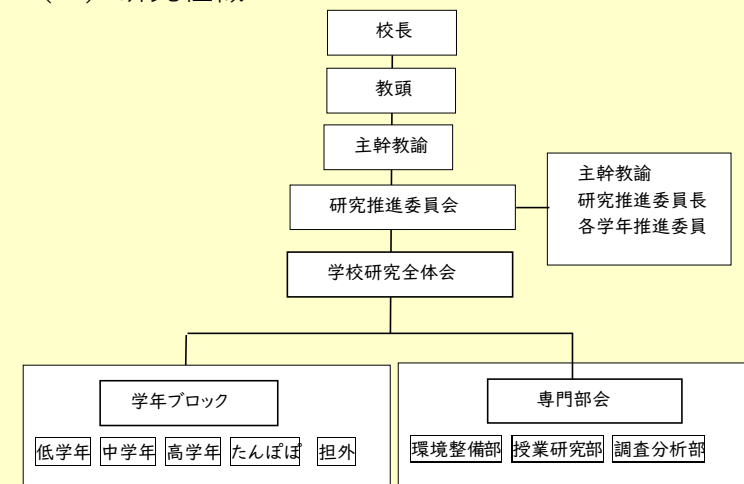 校長
教頭
主幹教諭
研究推進委員会
主幹教諭
研究推進委員長
各学年推進委員
学校研究全体会
学年ブロック
低学年 中学年 高学年 たんぽぽ 担外
専門部会
環境整備部 授業研究部 調査分析部